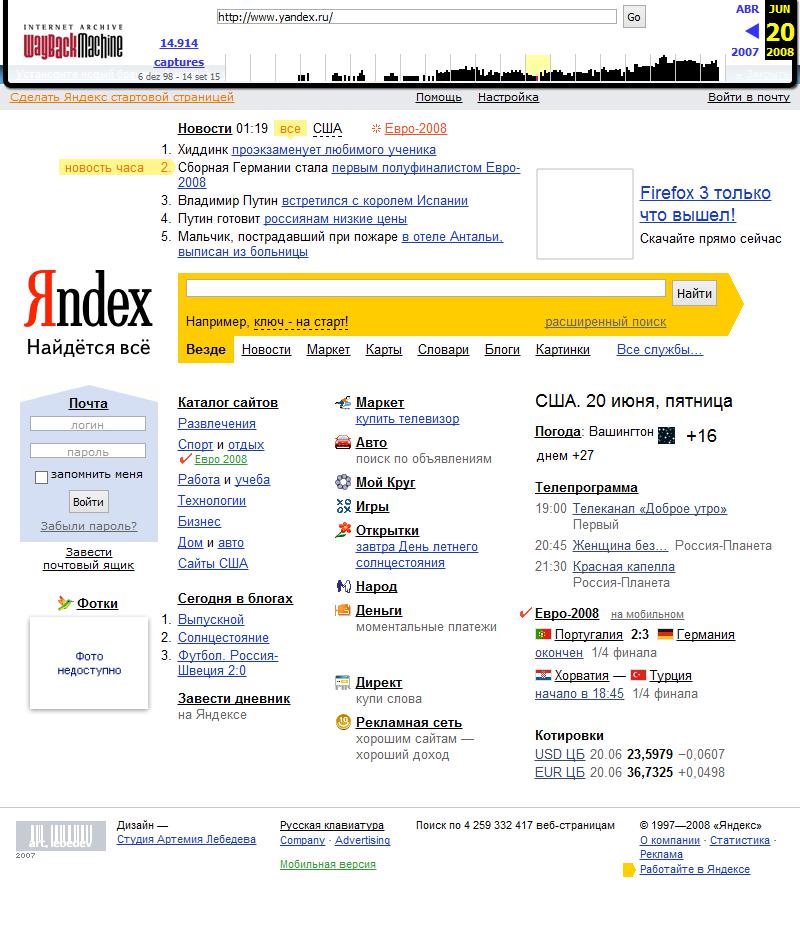 INTERNET ARCHIVE
WayBackMachine
http://www.yandex.ru/
Go
14.914
captures
6 dez 98 - 14 set 15
ABR
JUN
20
2007
2008
Сделать Яндекс стартовой страницей
Помощь
Настройка
Войти в почту
Новости 01:19 все США
Евро-2008
1. Хиддинк проэкзаменует любимого ученика
новость часа
2. Сборная Германии стала первым полуфиналистом Евро-
2008
3. Владимир Путин встретился с королем Испании
4. Путин готовит россиянам низкие цены
5. Мальчик, пострадавший при пожаре в отеле Антальи,
выписан из больницы
Firefox 3 только
что вышел!
Скачайте прямо сейчас
Яndex
Найдётся всё
Найти
Например, ключ - на старт!
расширенный поиск
Везде
Новости
Маркет
Карты
Словари
Блоги
Картинки
Все службы...
Почта
логин
пароль
запомнить меня
Войти
Забыли пароль?
Завести
почтовый ящик
Фотки
Фото
недоступно
Каталог сайтов
Развлечения
Спорт и отдых
Евро 2008
Работа и учеба
Технологии
Бизнес
Дом и авто
Сайты США
Сегодня в блогах
1. Выпускной
2. Солнцестояние
3. Футбол. Россия-
Швеция 2:0
Завести дневник
на Яндексе
Маркет
купить телевизор
Авто
поиск по объявлениям
Мой Круг
Игры
Открытки
завтра День летнего
солнцестояния
Народ
Деньги
моментальные платежи
Директ
купи слова
Рекламная сеть
хорошим сайтам —
хороший доход
США. 20 июня, пятница
Погода: Вашингтон +16
днем +27
Телепрограмма
19:00 Телеканал «Доброе утро»
Первый
20:45 Женщина без... Россия-Планета
21:30 Красная капелла
Россия-Планета
Евро-2008 на мобильном
Португалия 2:3 Германия
окончен 1/4 финала
Хорватия — Турция
начало в 18:45 1/4 финала
Котировки
USD ЦБ 20.06 23,5979 −0,0607
EUR ЦБ 20.06 36,7325 +0,0498
art. lebedev
2007
Дизайн —
Студия Артемия Лебедева
Русская клавиатура
Company · Advertising
Мобильная версия
Поиск по 4 259 332 417 веб-страницам
© 1997—2008 «Яндекс»
О компании · Статистика ·
Реклама
Работайте в Яндексе